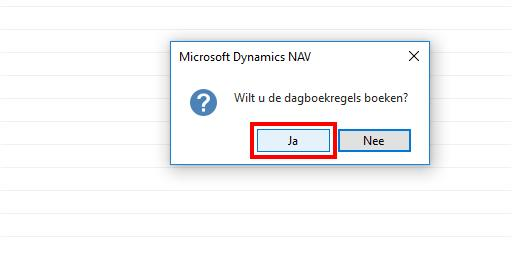 Microsoft Dynamics NAV
Wilt u de dagboekregels boeken?
Ja
Nee